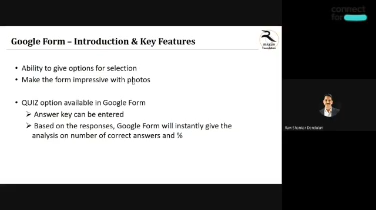 connect
for
Google Form – Introduction & Key Features
• Ability to give options for selection
• Make the form impressive with photos
• QUIZ option available in Google Form
➢ Answer key can be entered
➢ Based on the responses, Google Form will instantly give the
analysis on number of correct answers and %